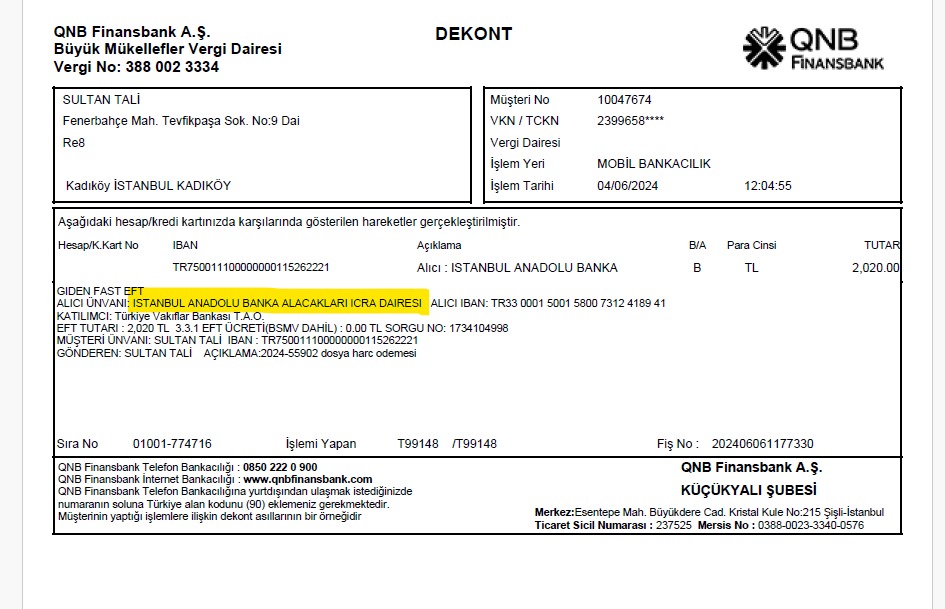 QNB Finansbank A.Ş.
Büyük Mükellefler Vergi Dairesi
Vergi No: 388 002 3334
DEKONT
QNB
FINANSBANK
SULTAN TALİ
Fenerbahçe Mah. Tevfikpaşa Sok. No:9 Dai
Re8
Kadıköy İSTANBUL KADIKÖY
Müşteri No 10047674
VKN / TCKN 2399658****
Vergi Dairesi
İşlem Yeri MOBİL BANKACILIK
İşlem Tarihi 04/06/2024 12:04:55
Aşağıdaki hesap/kredi kartınızda karşılarında gösterilen hareketler gerçekleştirilmiştir.
Hesap/K.Kart No IBAN Açıklama B/A Para Cinsi TUTAR
TR750011100000000115262221 Alıcı : ISTANBUL ANADOLU BANKA B TL 2,020.00
GIDEN FAST EFT
ALICI ÜNVANI: ISTANBUL ANADOLU BANKA ALACAKLARI ICRA DAIRESI ALICI IBAN: TR33 0001 5001 5800 7312 4189 41
KATILIMCI: Türkiye Vakıflar Bankası T.A.O.
EFT TUTARI : 2,020 TL 3.3.1 EFT ÜCRETİ(BSMV DAHİL) : 0.00 TL SORGU NO: 1734104998
MÜŞTERİ ÜNVANI: SULTAN TALİ IBAN : TR750011100000000115262221
GÖNDEREN: SULTAN TALİ AÇIKLAMA:2024-55902 dosya harc odemesi
Sıra No 01001-774716 İşlemi Yapan T99148 /T99148 Fiş No : 202406061177330
QNB Finansbank Telefon Bankacılığı : 0850 222 0 900
QNB Finansbank İnternet Bankacılığı : www.qnbfinansbank.com
QNB Finansbank Telefon Bankacılığına yurtdışından ulaşmak istediğinizde
numaranın soluna Türkiye alan kodunu (90) eklemeniz gerekmektedir.
Müşterinin yaptığı işlemlere ilişkin dekont asıllarının bir örneğidir
QNB Finansbank A.Ş.
KÜÇÜKYALI ŞUBESİ
Merkez:Esentepe Mah. Büyükdere Cad. Kristal Kule No:215 Şişli-İstanbul
Ticaret Sicil Numarası : 237525 Mersis No : 0388-0023-3340-0576